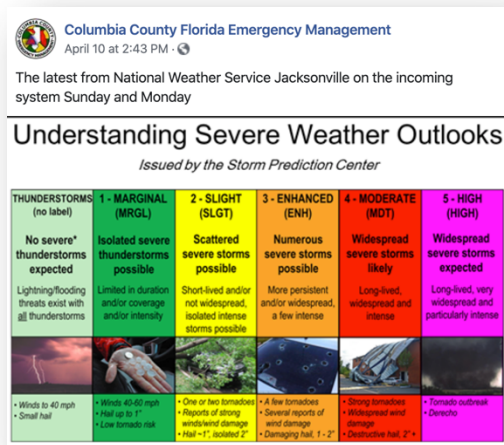 Columbia County Florida Emergency Management
April 10 at 2:43 PM ·
The latest from National Weather Service Jacksonville on the incoming
system Sunday and Monday
Understanding Severe Weather Outlooks
Issued by the Storm Prediction Center
THUNDERSTORMS
(no label)
No severe*
thunderstorms
expected
Lightning/flooding
threats exist with
all thunderstorms
• Winds to 40 mph
• Small hail
1 - MARGINAL
(MRGL)
Isolated severe
thunderstorms
possible
Limited in duration
and/or coverage
and/or intensity
• Winds 40-60 mph
• Hail up to 1"
• Low tornado risk
2 - SLIGHT
(SLGT)
Scattered
severe storms
possible
Short-lived and/or
not widespread,
isolated intense
storms possible
• One or two tornadoes
• Reports of strong
winds/wind damage
• Hail ~1", isolated 2"
3 - ENHANCED
(ENH)
Numerous
severe storms
possible
More persistent
and/or widespread,
a few intense
• A few tornadoes
• Several reports of
wind damage
• Damaging hail, 1 - 2"
4 - MODERATE
(MDT)
Widespread
severe storms
likely
Long-lived,
widespread and
intense
• Strong tornadoes
• Widespread wind
damage
• Destructive hail, 2" +
5 - HIGH
(HIGH)
Widespread
severe storms
expected
Long-lived, very
widespread and
particularly intense
• Tornado outbreak
• Derecho